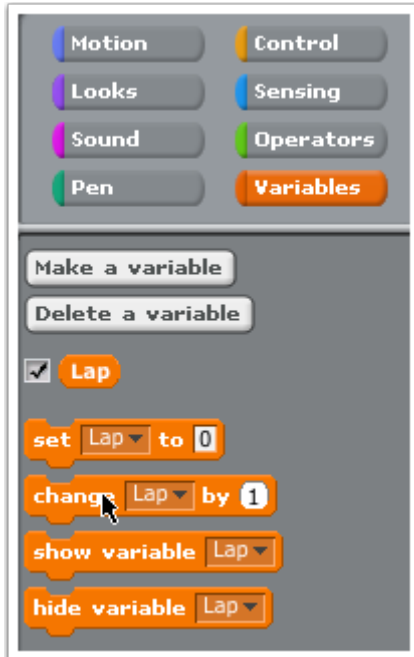 Motion Control
Looks Sensing
Sound Operators
Pen Variables
Make a variable
Delete a variable
Lap
set Lap to 0
change Lap by 1
show variable Lap
hide variable Lap